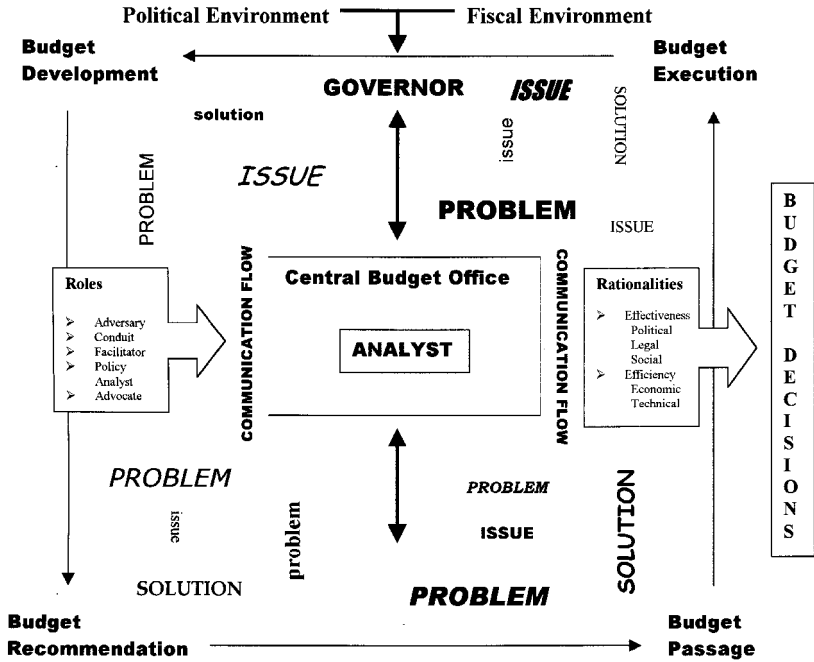 Political Environment
Fiscal Environment
Budget
Development
Budget
Execution
GOVERNOR
ISSUE
solution
issue
SOLUTION
PROBLEM
ISSUE
PROBLEM
ISSUE
COMMUNICATION FLOW
Central Budget Office
ANALYST
COMMUNICATION FLOW
Roles
➢ Adversary
➢ Conduit
➢ Facilitator
➢ Policy
Analyst
➢ Advocate
Rationalities
➢ Effectiveness
Political
Legal
Social
➢ Efficiency
Economic
Technical
BUDGET DECISIONS
PROBLEM
issue
problem
PROBLEM
ISSUE
SOLUTION
SOLUTION
PROBLEM
Budget
Recommendation
Budget
Passage